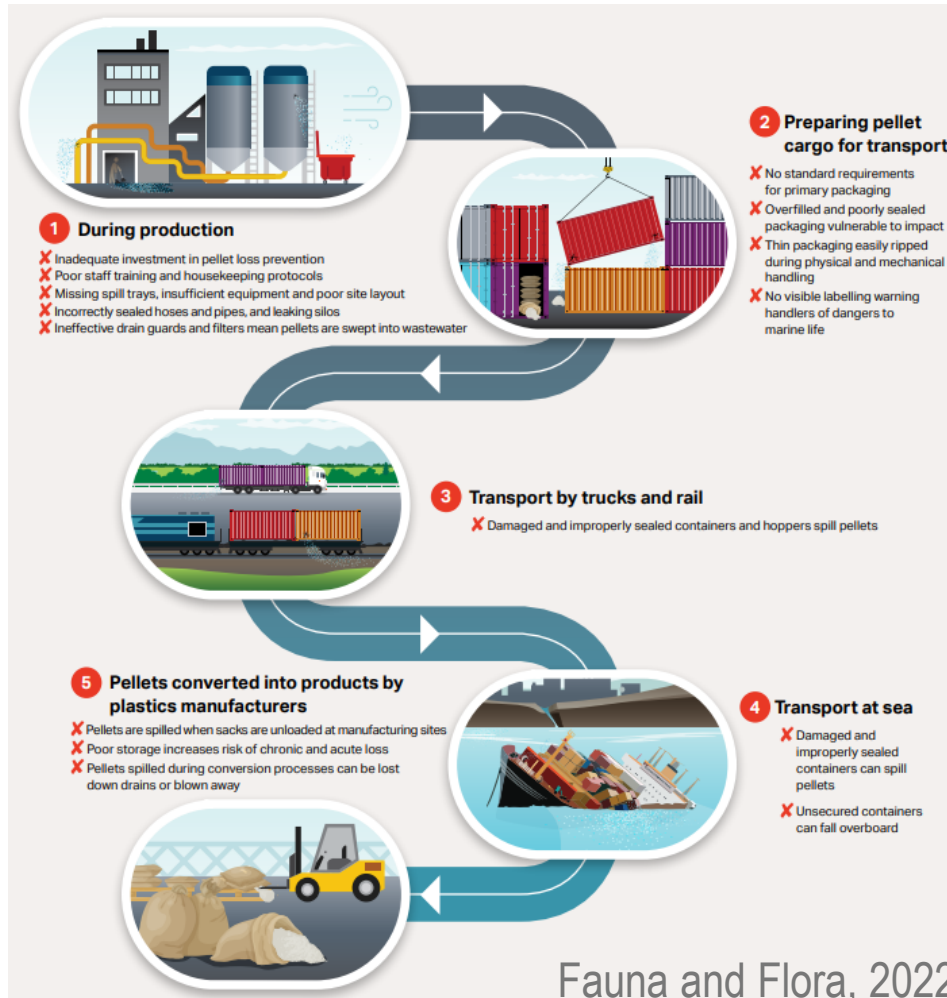 1 During production
✘ Inadequate investment in pellet loss prevention
✘ Poor staff training and housekeeping protocols
✘ Missing spill trays, insufficient equipment and poor site layout
✘ Incorrectly sealed hoses and pipes, and leaking silos
✘ Ineffective drain guards and filters mean pellets are swept into wastewater
2 Preparing pellet
cargo for transport
✘ No standard requirements
for primary packaging
✘ Overfilled and poorly sealed
packaging vulnerable to impact
✘ Thin packaging easily ripped
during physical and mechanical
handling
✘ No visible labelling warning
handlers of dangers to
marine life
3 Transport by trucks and rail
✘ Damaged and improperly sealed containers and hoppers spill pellets
4 Transport at sea
✘ Damaged and
improperly sealed
containers can spill
pellets
✘ Unsecured containers
can fall overboard
5 Pellets converted into products by
plastics manufacturers
✘ Pellets are spilled when sacks are unloaded at manufacturing sites
✘ Poor storage increases risk of chronic and acute loss
✘ Pellets spilled during conversion processes can be lost
down drains or blown away
Fauna and Flora, 2022